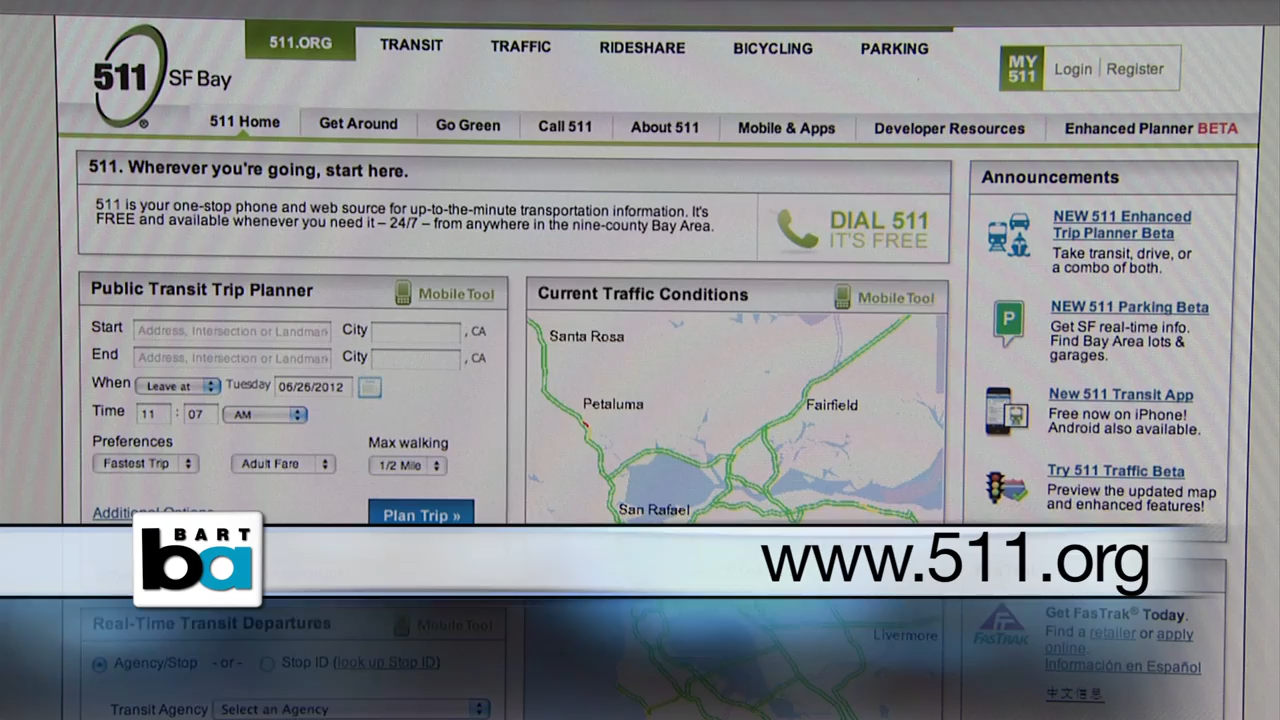 511.ORG TRANSIT TRAFFIC RIDESHARE BICYCLING PARKING
511 SF Bay
MY 511 Login | Register
511 Home Get Around Go Green Call 511 About 511 Mobile & Apps Developer Resources Enhanced Planner BETA
511. Wherever you're going, start here.
511 is your one-stop phone and web source for up-to-the-minute transportation information. It's
FREE and available whenever you need it – 24/7 – from anywhere in the nine-county Bay Area.
DIAL 511
IT'S FREE
Announcements
NEW 511 Enhanced
Trip Planner Beta
Take transit, drive, or
a combo of both.
P
NEW 511 Parking Beta
Get SF real-time info.
Find Bay Area lots &
garages.
New 511 Transit App
Free now on iPhone!
Android also available.
Try 511 Traffic Beta
Preview the updated map
and enhanced features!
Public Transit Trip Planner Mobile Tool
Start Address, Intersection or Landmar City , CA
End Address, Intersection or Landmar City , CA
When Leave at Tuesday 06/26/2012
Time 11 : 07 AM
Preferences Max walking
Fastest Trip Adult Fare 1/2 Mile
Additional Options Plan Trip »
Current Traffic Conditions Mobile Tool
Santa Rosa
Petaluma
Fairfield
San Rafael
BART
ba
www.511.org
Real-Time Transit Departures Mobile Tool
Agency/Stop - or - Stop ID (look up Stop ID)
Transit Agency Select an Agency
Livermore
FASTRAK
Get FasTrak® Today.
Find a retailer or apply
online.
Información en Español
中文信息